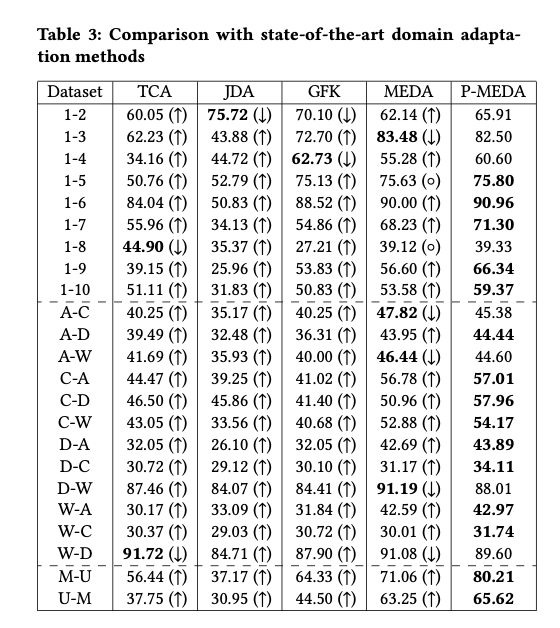 Table 3: Comparison with state-of-the-art domain adapta-
tion methods
Dataset TCA JDA GFK MEDA P-MEDA
1-2 60.05 (↑) 75.72 (↓) 70.10 (↓) 62.14 (↑) 65.91
1-3 62.23 (↑) 43.88 (↑) 72.70 (↑) 83.48 (↓) 82.50
1-4 34.16 (↑) 44.72 (↑) 62.73 (↓) 55.28 (↑) 60.60
1-5 50.76 (↑) 52.79 (↑) 75.13 (↑) 75.63 (∘) 75.80
1-6 84.04 (↑) 50.83 (↑) 88.52 (↑) 90.00 (↑) 90.96
1-7 55.96 (↑) 34.13 (↑) 54.86 (↑) 68.23 (↑) 71.30
1-8 44.90 (↓) 35.37 (↑) 27.21 (↑) 39.12 (∘) 39.33
1-9 39.15 (↑) 25.96 (↑) 53.83 (↑) 56.60 (↑) 66.34
1-10 51.11 (↑) 31.83 (↑) 50.83 (↑) 53.58 (↑) 59.37
A-C 40.25 (↑) 35.17 (↑) 40.25 (↑) 47.82 (↓) 45.38
A-D 39.49 (↑) 32.48 (↑) 36.31 (↑) 43.95 (↑) 44.44
A-W 41.69 (↑) 35.93 (↑) 40.00 (↑) 46.44 (↓) 44.60
C-A 44.47 (↑) 39.25 (↑) 41.02 (↑) 56.78 (↑) 57.01
C-D 46.50 (↑) 45.86 (↑) 41.40 (↑) 50.96 (↑) 57.96
C-W 43.05 (↑) 33.56 (↑) 40.68 (↑) 52.88 (↑) 54.17
D-A 32.05 (↑) 26.10 (↑) 32.05 (↑) 42.69 (↑) 43.89
D-C 30.72 (↑) 29.12 (↑) 30.10 (↑) 31.17 (↑) 34.11
D-W 87.46 (↑) 84.07 (↑) 84.41 (↑) 91.19 (↓) 88.01
W-A 30.17 (↑) 33.09 (↑) 31.84 (↑) 42.59 (↑) 42.97
W-C 30.37 (↑) 29.03 (↑) 30.72 (↑) 30.01 (↑) 31.74
W-D 91.72 (↓) 84.71 (↑) 87.90 (↑) 91.08 (↓) 89.60
M-U 56.44 (↑) 37.17 (↑) 64.33 (↑) 71.06 (↑) 80.21
U-M 37.75 (↑) 30.95 (↑) 44.50 (↑) 63.25 (↑) 65.62